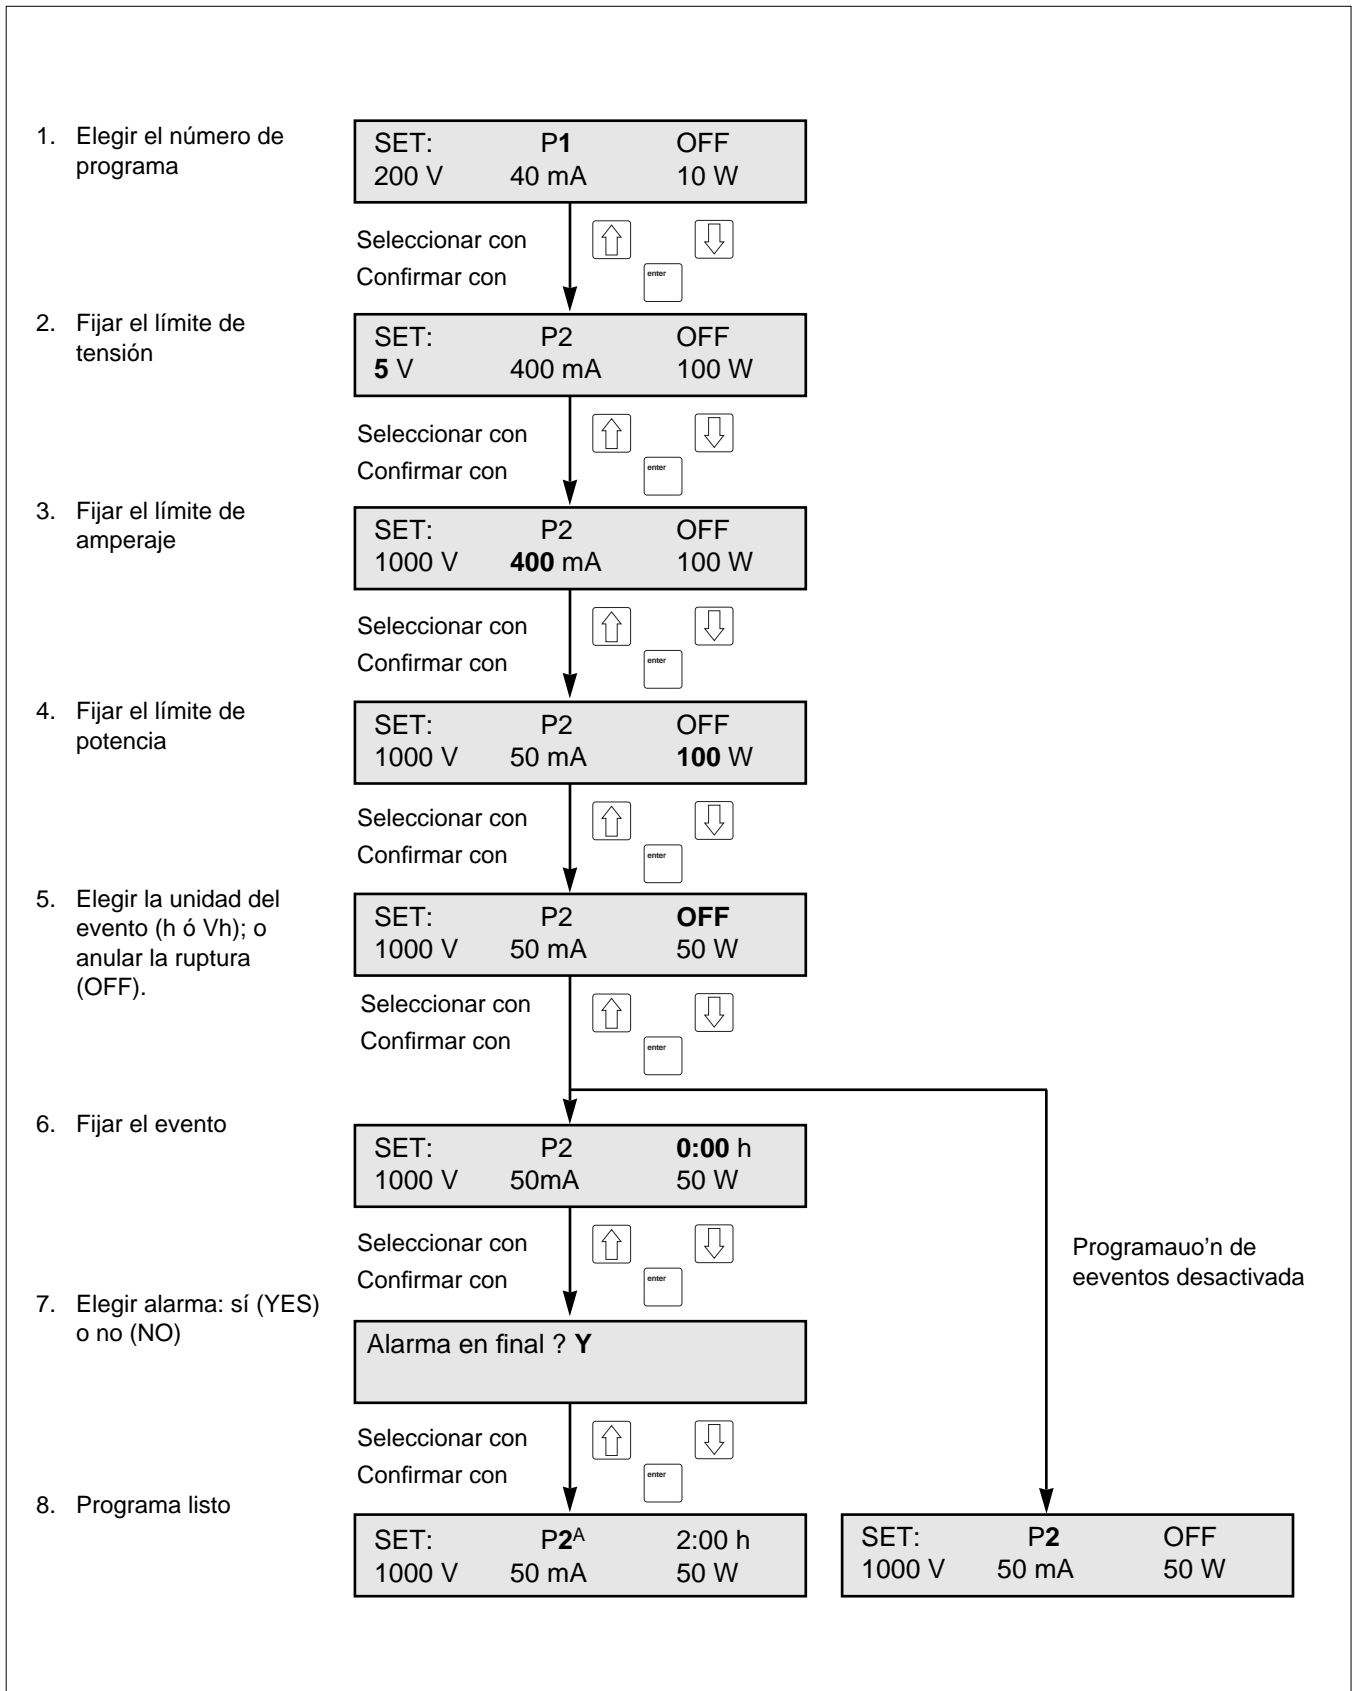 1. Elegir el número de
programa
SET: P1 OFF
200 V 40 mA 10 W
Seleccionar con
Confirmar con
enter
2. Fijar el límite de
tensión
SET: P2 OFF
5 V 400 mA 100 W
Seleccionar con
Confirmar con
enter
3. Fijar el límite de
amperaje
SET: P2 OFF
1000 V 400 mA 100 W
Seleccionar con
Confirmar con
enter
4. Fijar el límite de
potencia
SET: P2 OFF
1000 V 50 mA 100 W
Seleccionar con
Confirmar con
enter
5. Elegir la unidad del
evento (h ó Vh); o
anular la ruptura
(OFF).
SET: P2 OFF
1000 V 50 mA 50 W
Seleccionar con
Confirmar con
enter
6. Fijar el evento
SET: P2 0:00 h
1000 V 50mA 50 W
Seleccionar con
Confirmar con
enter
Programauo'n de
eeventos desactivada
7. Elegir alarma: sí (YES)
o no (NO)
Alarma en final ? Y
Seleccionar con
Confirmar con
enter
8. Programa listo
SET: P2A 2:00 h
1000 V 50 mA 50 W
SET: P2 OFF
1000 V 50 mA 50 W